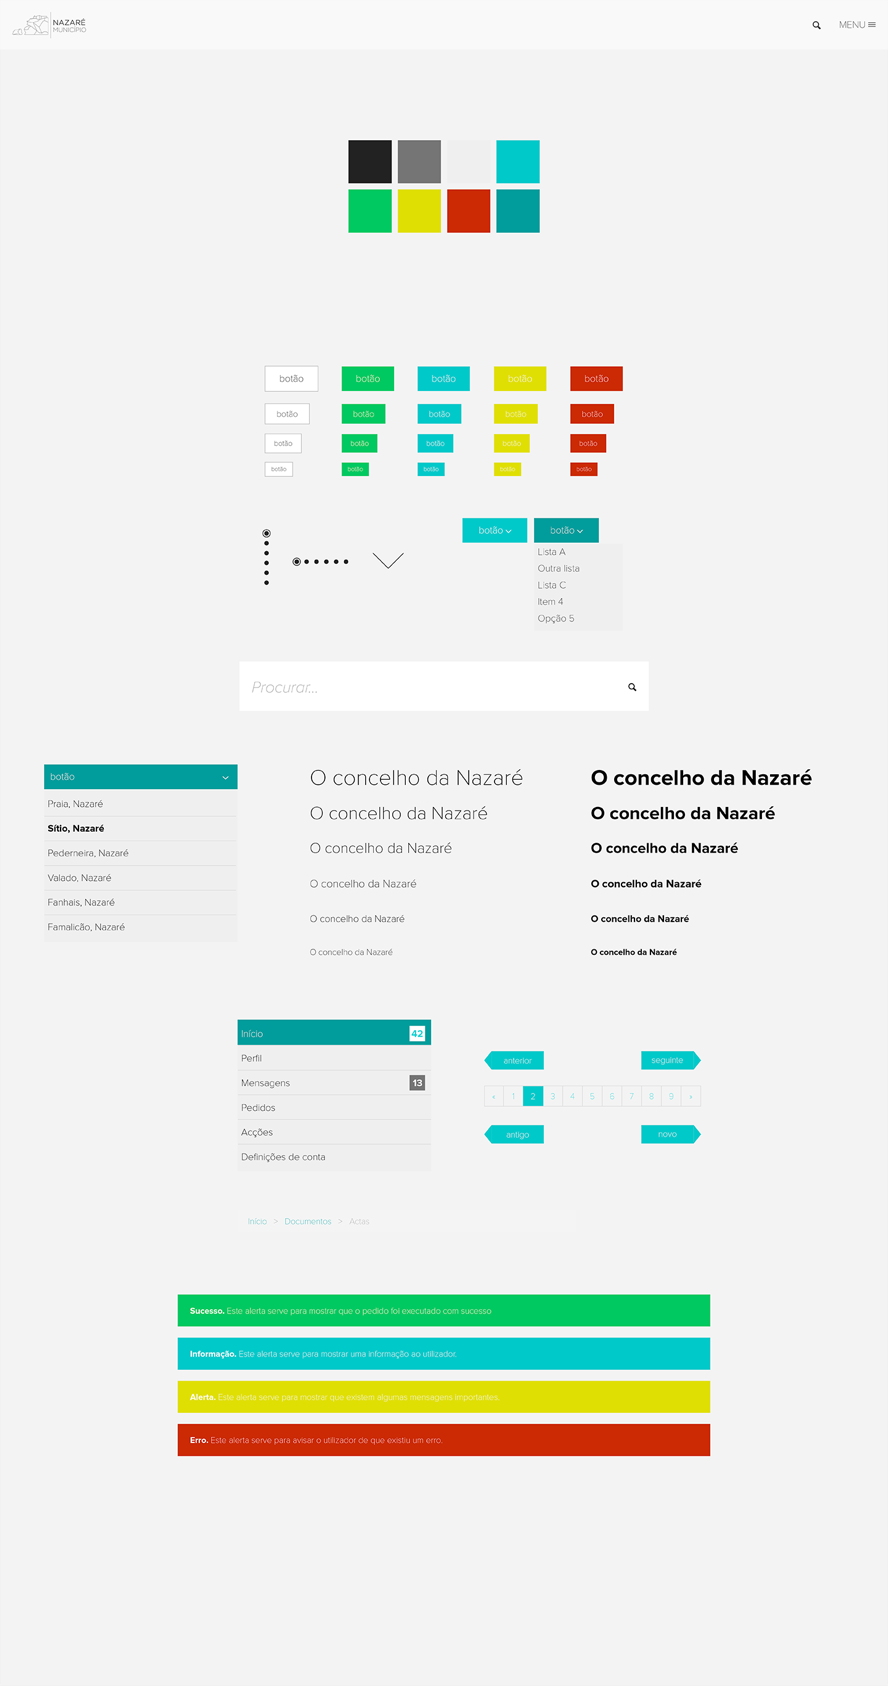 NAZARÉ
MUNICÍPIO
MENU
botão botão botão botão botão
botão botão botão botão botão
botão botão botão botão botão
botão botão botão botão botão
botão botão
Lista A
Outra lista
Lista C
Item 4
Opção 5
Procurar...
botão
Praia, Nazaré
Sítio, Nazaré
Pederneira, Nazaré
Valado, Nazaré
Fanhais, Nazaré
Famalicão, Nazaré
O concelho da Nazaré
O concelho da Nazaré
O concelho da Nazaré
O concelho da Nazaré
O concelho da Nazaré
O concelho da Nazaré
O concelho da Nazaré
O concelho da Nazaré
O concelho da Nazaré
O concelho da Nazaré
O concelho da Nazaré
O concelho da Nazaré
Início 42
Perfil
Mensagens 13
Pedidos
Acções
Definições de conta
anterior seguinte
« 1 2 3 4 5 6 7 8 9 »
antigo novo
Início > Documentos > Actas
Sucesso. Este alerta serve para mostrar que o pedido foi executado com sucesso
Informação. Este alerta serve para mostrar uma informação ao utilizador.
Alerta. Este alerta serve para mostrar que existem algumas mensagens importantes
Erro. Este alerta serve para avisar o utilizador de que existiu um erro.